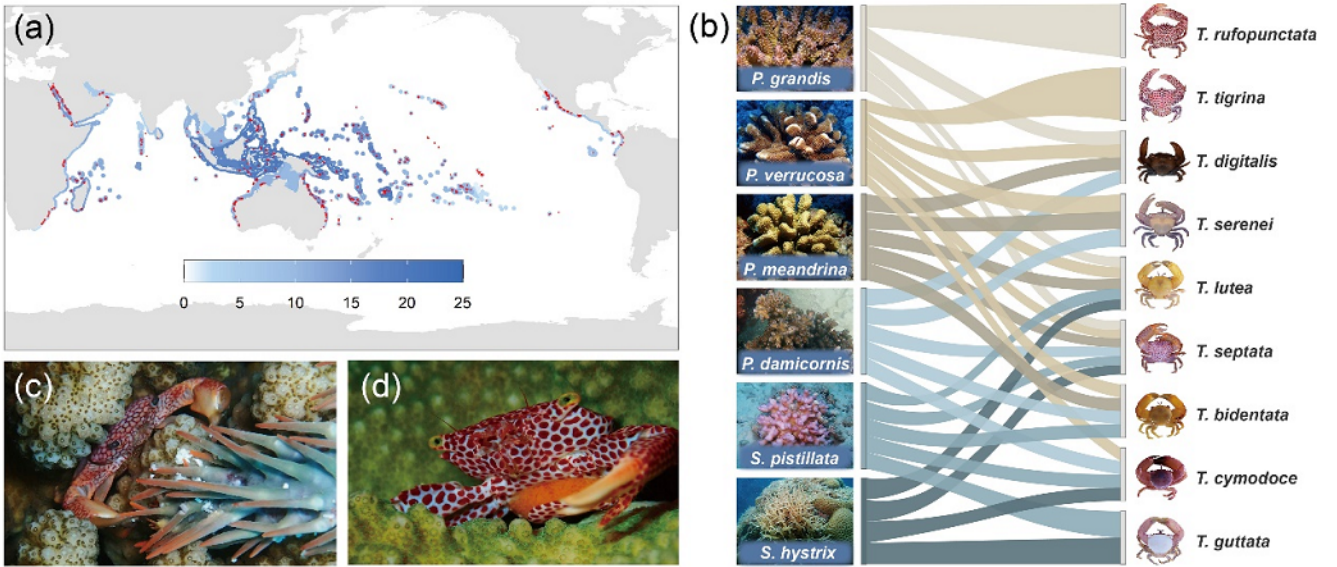 (a)
0 5 10 15 20 25
(b)
P. grandis
P. verrucosa
P. meandrina
P. damicornis
S. pistillata
S. hystrix
T. rufopunctata
T. tigrina
T. digitalis
T. serenei
T. lutea
T. septata
T. bidentata
T. cymodoce
T. guttata
(c)
(d)